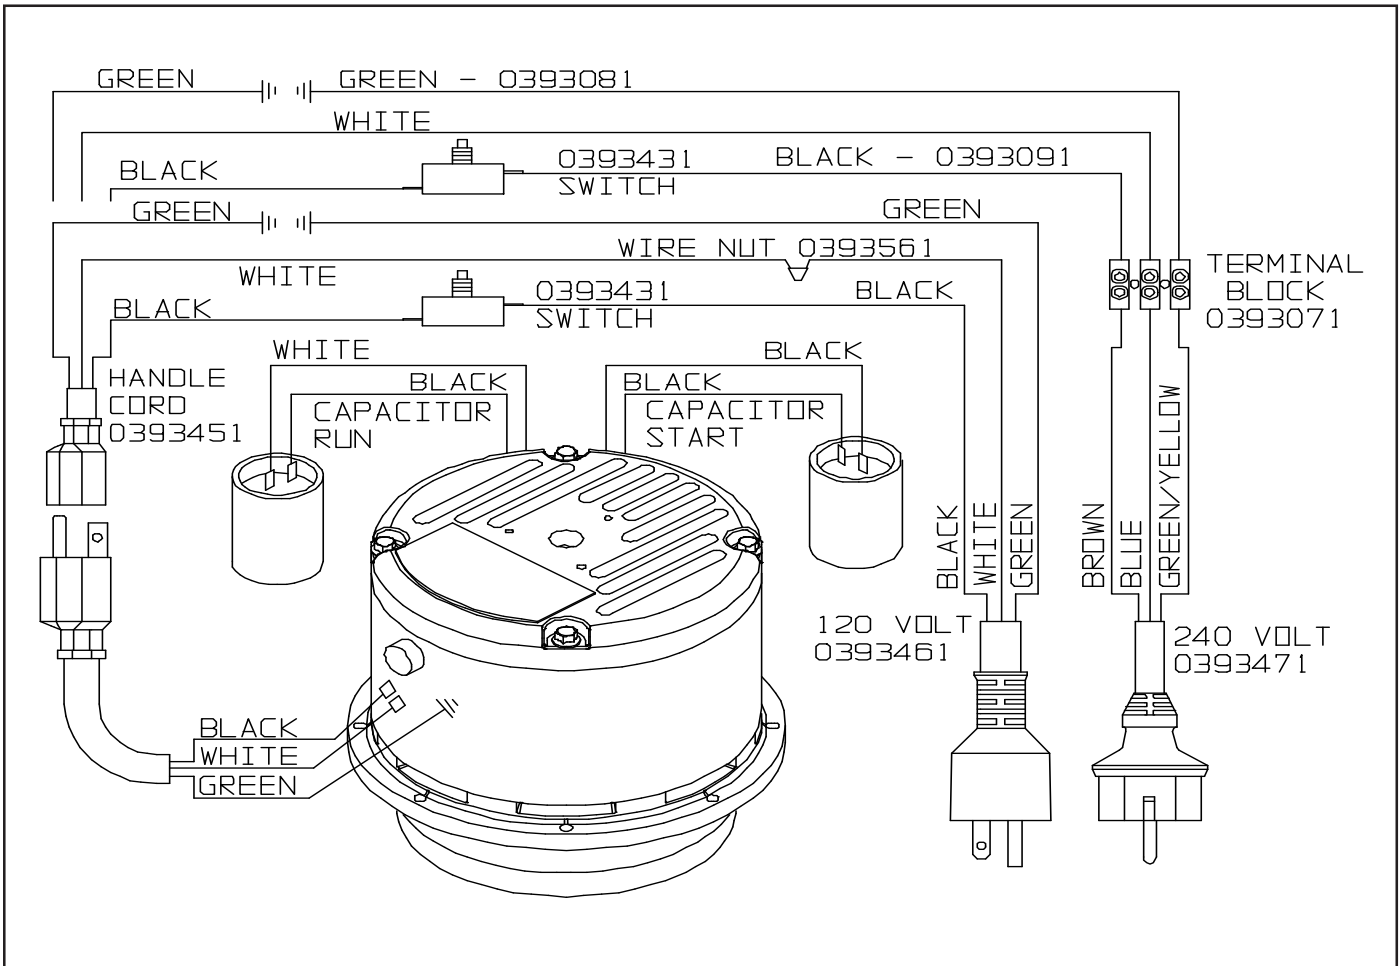 GREEN
GREEN - 0393081
WHITE
BLACK
0393431
SWITCH
BLACK - 0393091
GREEN
GREEN
WIRE NUT 0393561
WHITE
TERMINAL
BLOCK
0393071
BLACK
0393431
SWITCH
BLACK
WHITE
BLACK
CAPACITOR
RUN
BLACK
BLACK
CAPACITOR
START
HANDLE
CORD
0393451
BLACK
WHITE
GREEN
BROWN
BLUE
GREEN/YELLOW
120 VOLT
0393461
240 VOLT
0393471
BLACK
WHITE
GREEN